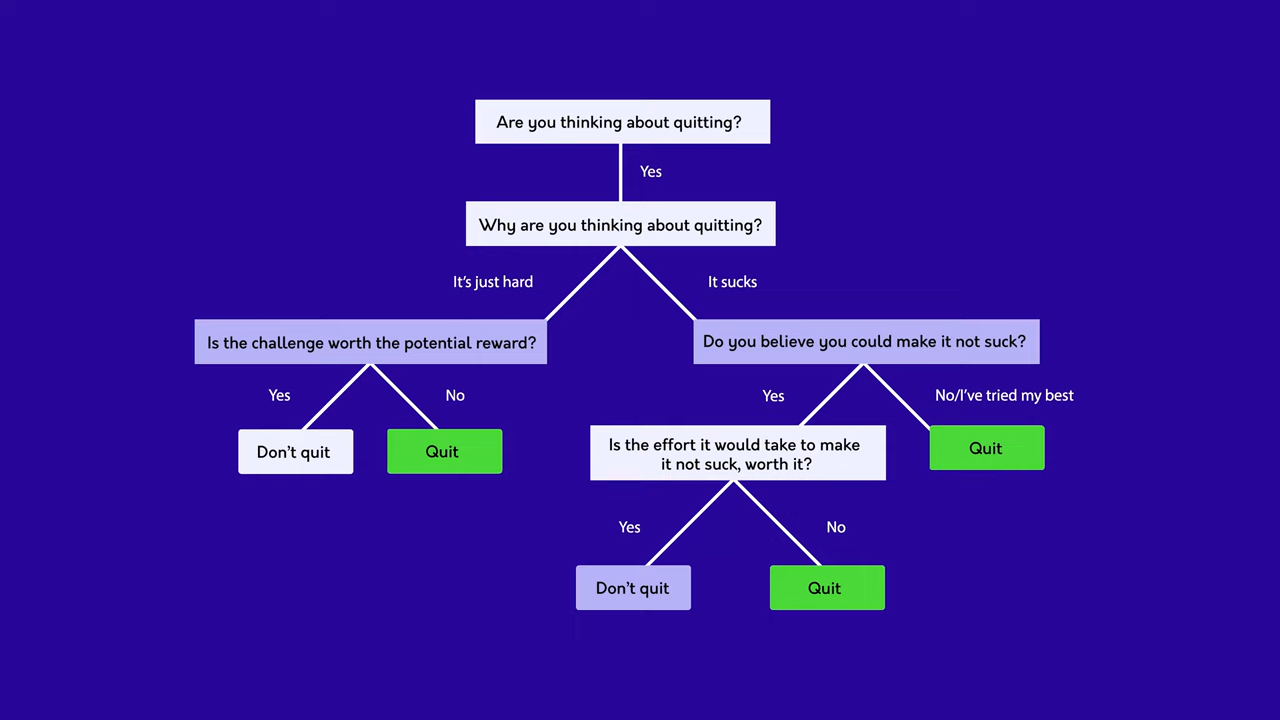 Are you thinking about quitting?
Yes
Why are you thinking about quitting?
It's just hard
It sucks
Is the challenge worth the potential reward?
Do you believe you could make it not suck?
Yes
No
Yes
No/I've tried my best
Don't quit
Quit
Is the effort it would take to make
it not suck, worth it?
Quit
Yes
No
Don't quit
Quit